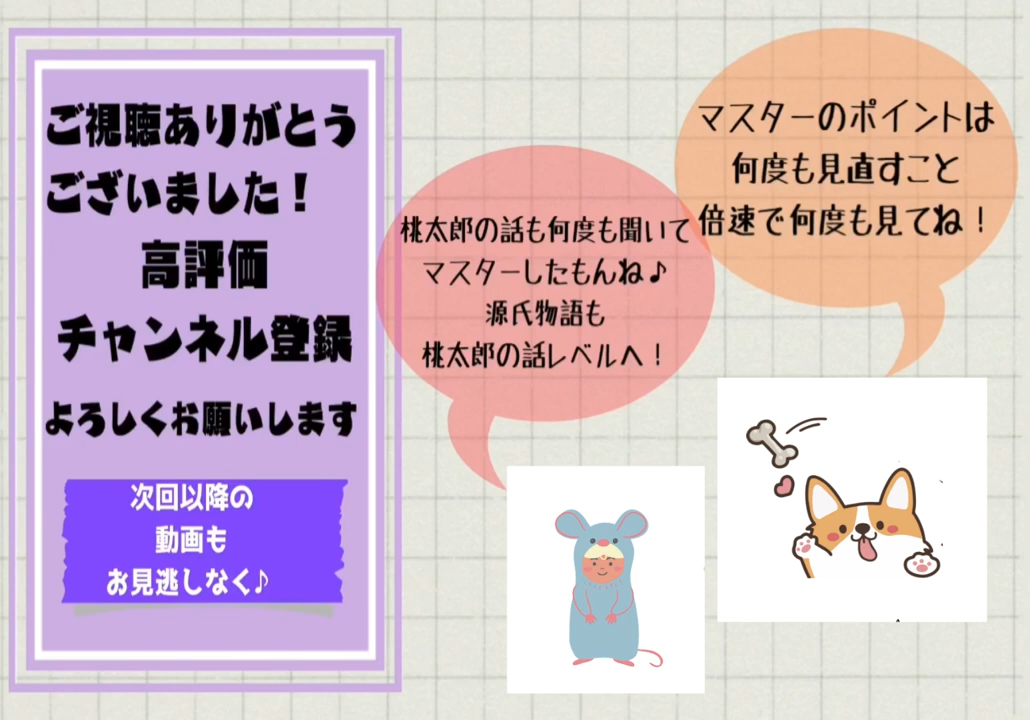 ご視聴ありがとう
ございました！
高評価
チャンネル登録
よろしくお願いします
次回以降の
動画も
お見逃しなく♪
桃太郎の話も何度も聞いて
マスターしたもんね♪
源氏物語も
桃太郎の話レベルへ！
マスターのポイントは
何度も見直すこと
倍速で何度も見てね！